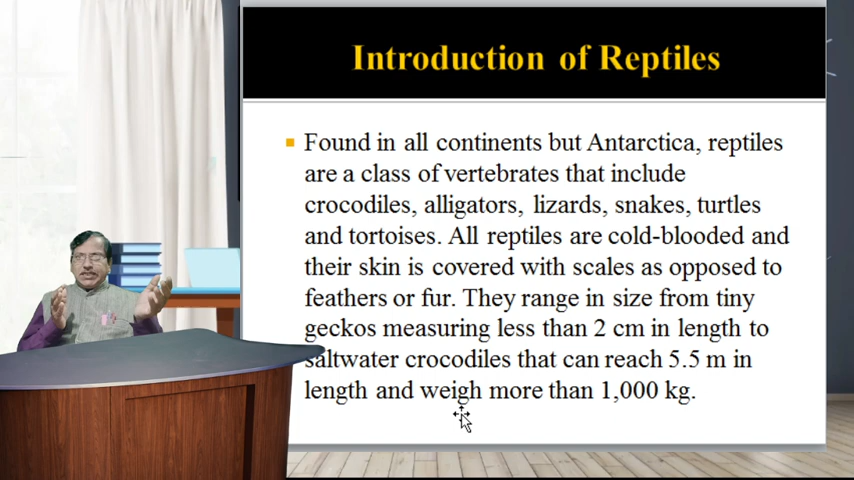 Introduction of Reptiles
Found in all continents but Antarctica, reptiles
are a class of vertebrates that include
crocodiles, alligators, lizards, snakes, turtles
and tortoises. All reptiles are cold-blooded and
their skin is covered with scales as opposed to
feathers or fur. They range in size from tiny
geckos measuring less than 2 cm in length to
saltwater crocodiles that can reach 5.5 m in
length and weigh more than 1,000 kg.